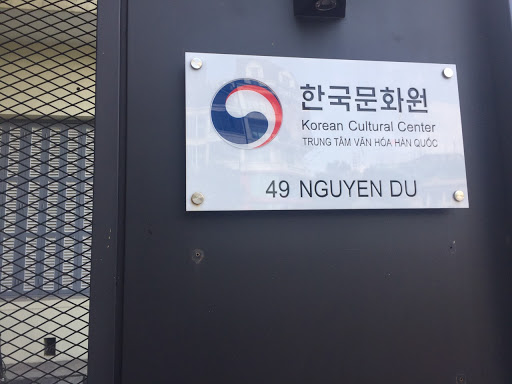 한국문화원
Korean Cultural Center
TRUNG TÂM VĂN HÓA HÀN QUỐC
49 NGUYEN DU